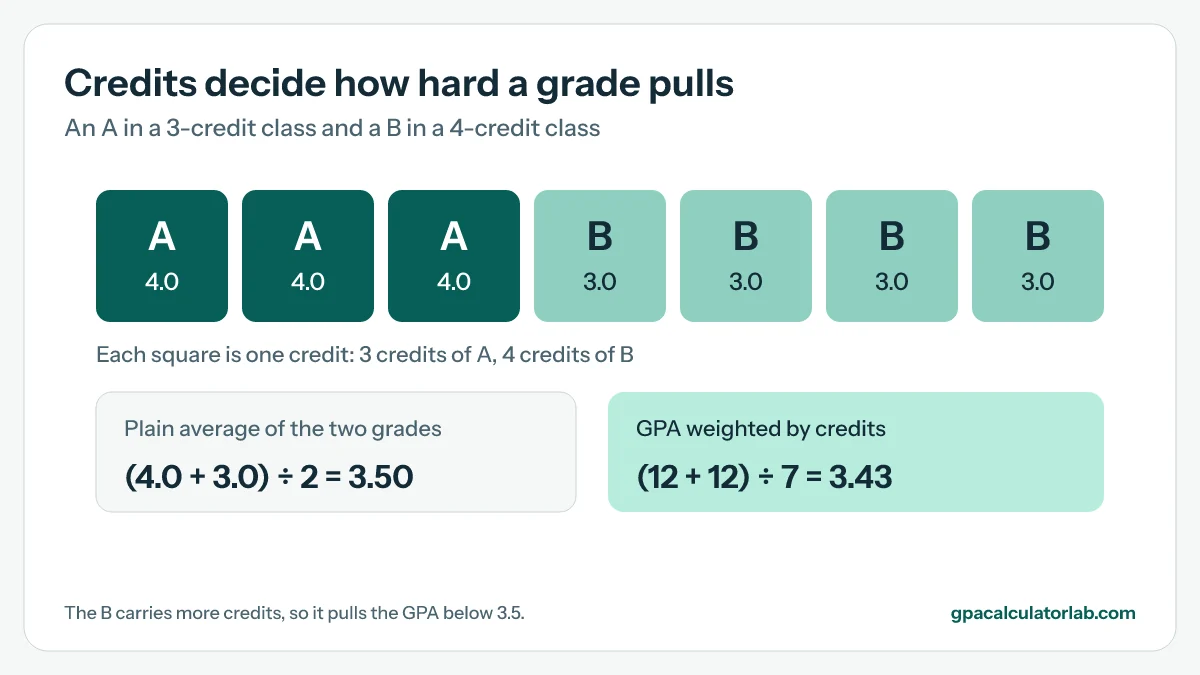 Credits decide how hard a grade pulls
An A in a 3-credit class and a B in a 4-credit class
A A A B B B B
4.0 4.0 4.0 3.0 3.0 3.0 3.0
Each square is one credit: 3 credits of A, 4 credits of B
Plain average of the two grades
(4.0 + 3.0) ÷ 2 = 3.50
GPA weighted by credits
(12 + 12) ÷ 7 = 3.43
The B carries more credits, so it pulls the GPA below 3.5.
gpacalculatorlab.com